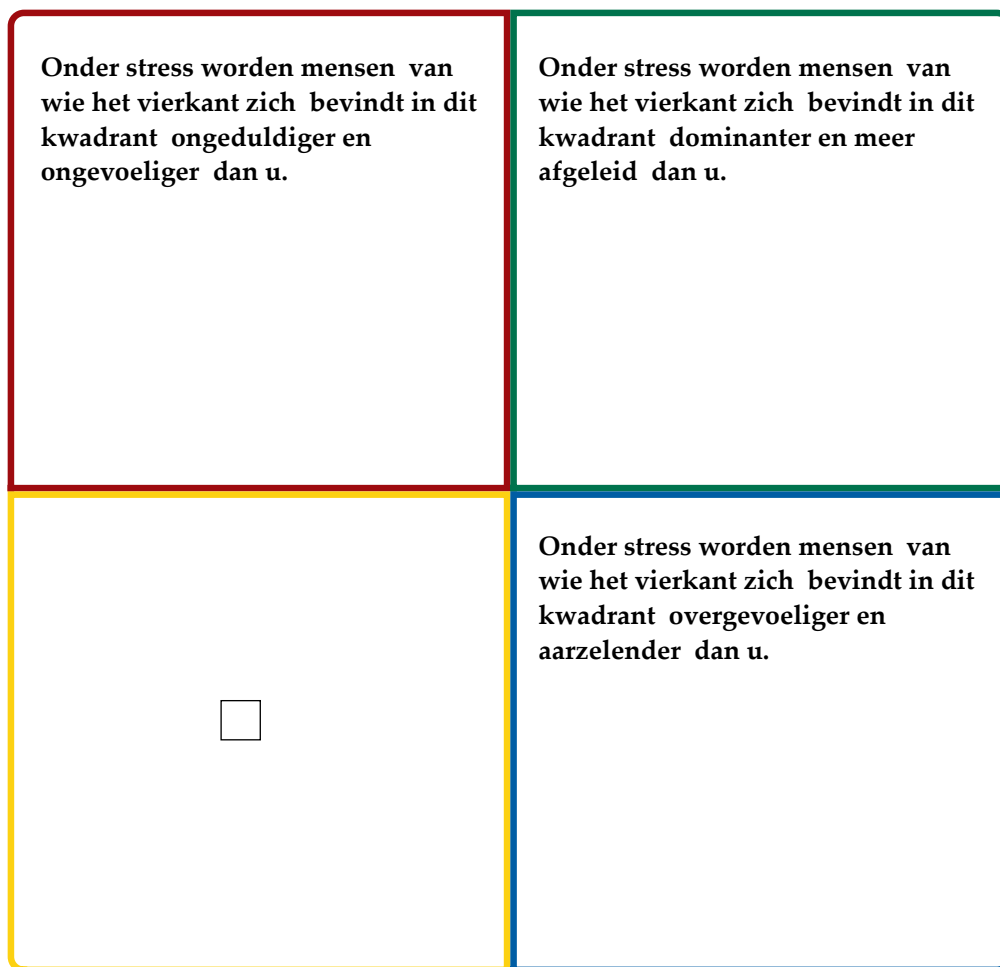 Onder stress worden mensen van
wie het vierkant zich bevindt in dit
kwadrant ongeduldiger en
ongevoeliger dan u.
Onder stress worden mensen van
wie het vierkant zich bevindt in dit
kwadrant dominanter en meer
afgeleid dan u.
Onder stress worden mensen van
wie het vierkant zich bevindt in dit
kwadrant overgevoeliger en
aarzelender dan u.